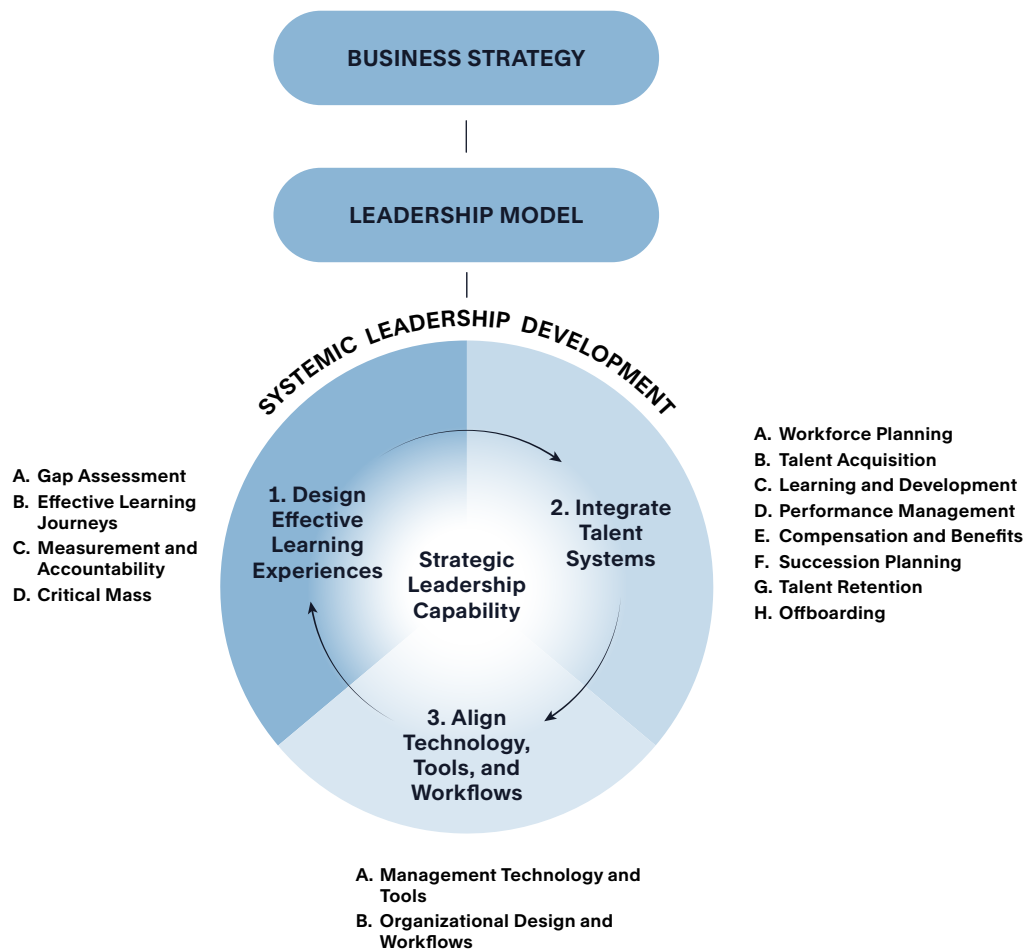 BUSINESS STRATEGY
LEADERSHIP MODEL
SYSTEMIC LEADERSHIP DEVELOPMENT
A. Gap Assessment
B. Effective Learning
Journeys
C. Measurement and
Accountability
D. Critical Mass
1. Design
Effective
Learning
Experiences
2. Integrate
Talent
Systems
Strategic
Leadership
Capability
3. Align
Technology,
Tools, and
Workflows
A. Workforce Planning
B. Talent Acquisition
C. Learning and Development
D. Performance Management
E. Compensation and Benefits
F. Succession Planning
G. Talent Retention
H. Offboarding
A. Management Technology and
Tools
B. Organizational Design and
Workflows